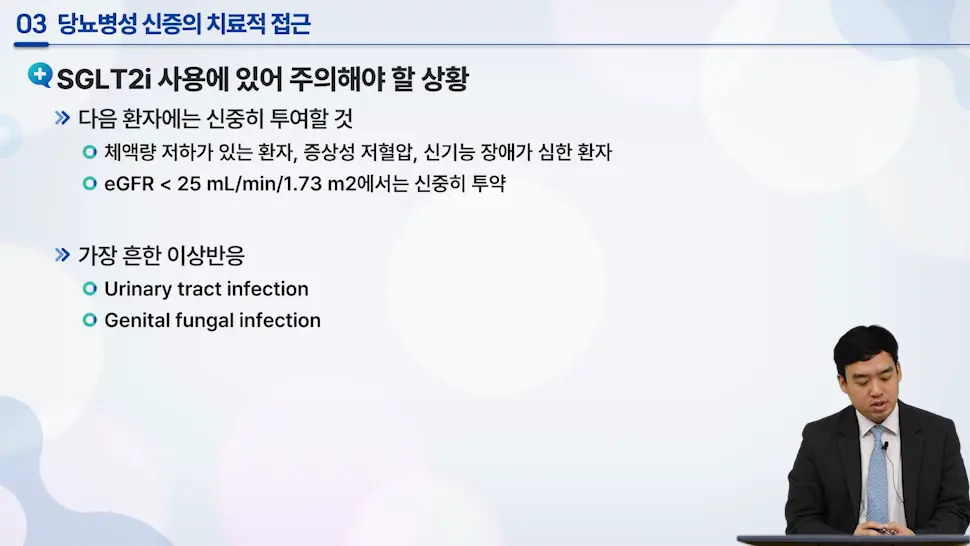 03 당뇨병성 신증의 치료적 접근
SGLT2i 사용에 있어 주의해야 할 상황
다음 환자에는 신중히 투여할 것
체액량 저하가 있는 환자, 증상성 저혈압, 신기능 장애가 심한 환자
eGFR < 25 mL/min/1.73 m2에서는 신중히 투약
가장 흔한 이상반응
Urinary tract infection
Genital fungal infection